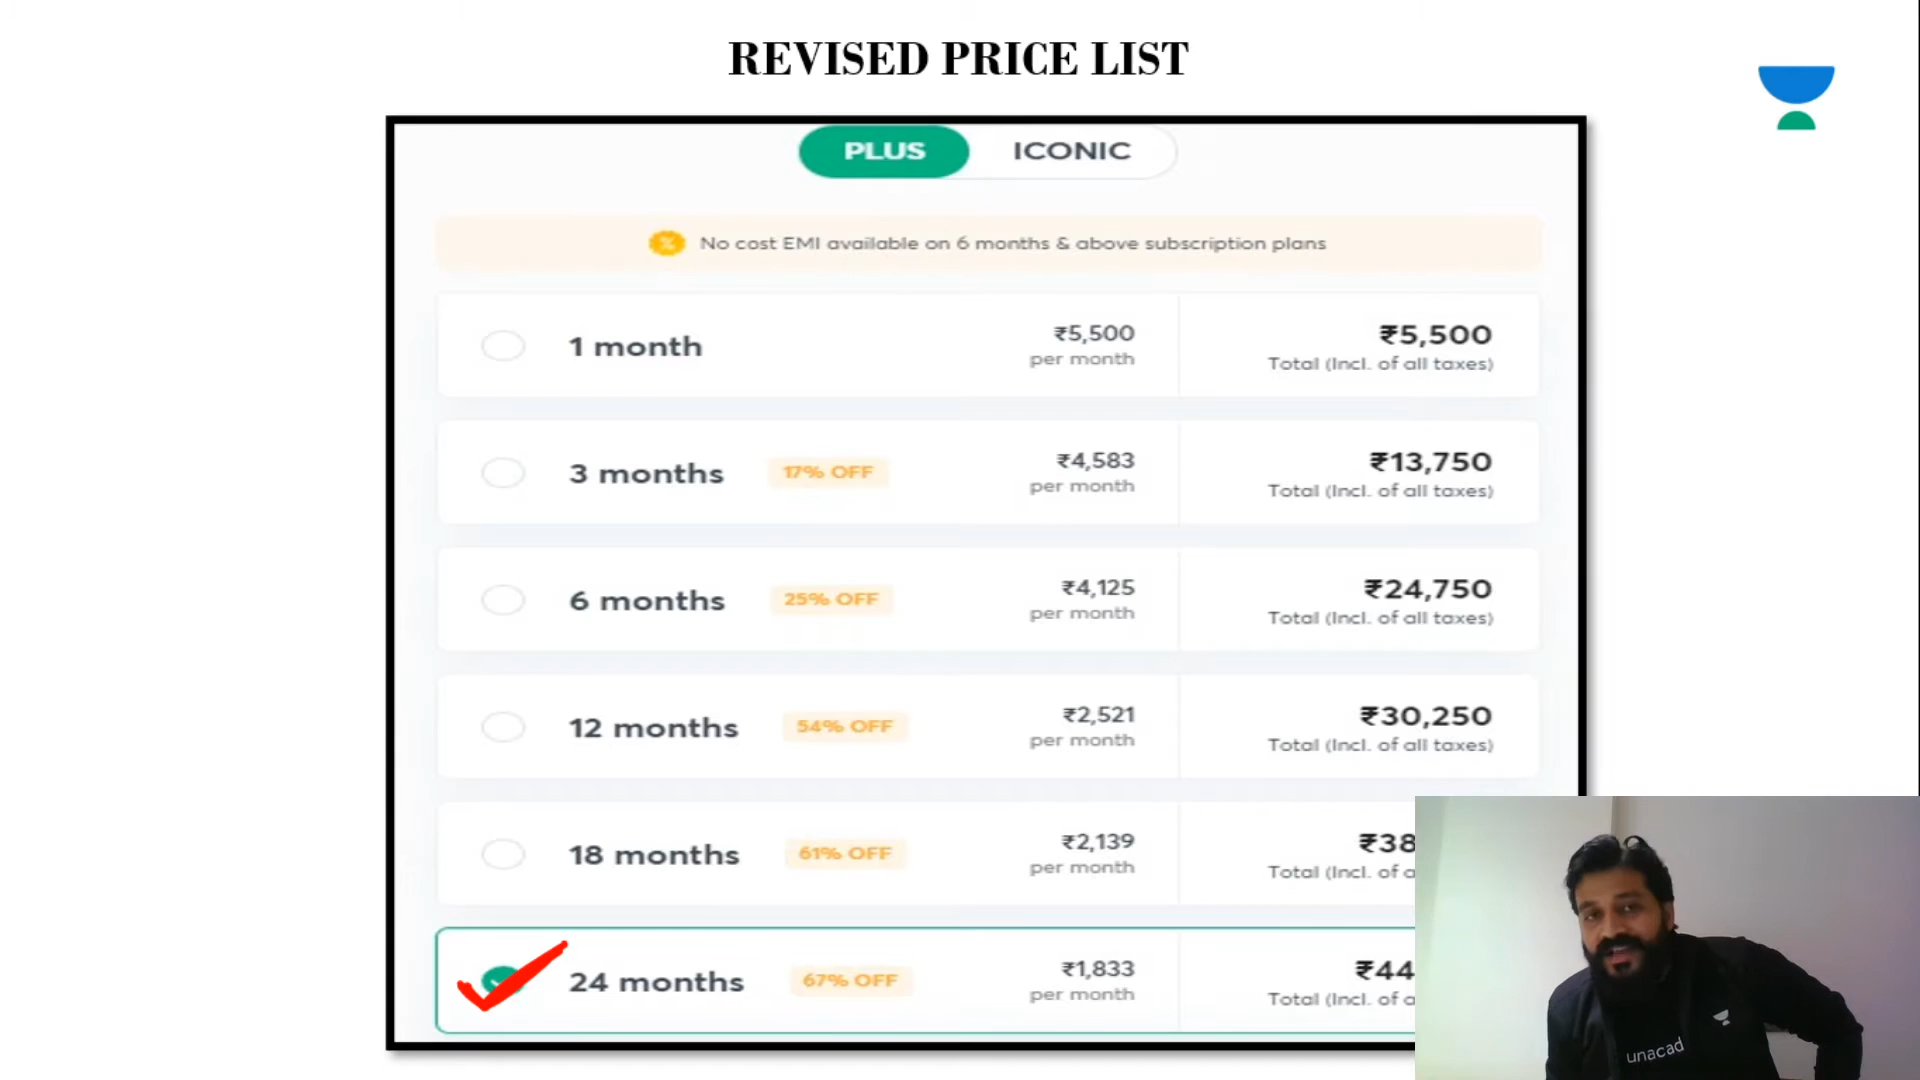 REVISED PRICE LIST
PLUS ICONIC
No cost EMI available on 6 months & above subscription plans
1 month ₹5,500 ₹5,500
per month Total (Incl. of all taxes)
3 months 17% OFF ₹4,583 ₹13,750
per month Total (Incl. of all taxes)
6 months 25% OFF ₹4,125 ₹24,750
per month Total (Incl. of all taxes)
12 months 54% OFF ₹2,521 ₹30,250
per month Total (Incl. of all taxes)
18 months 61% OFF ₹2,139 ₹38
per month Total (Incl. of a
24 months 67% OFF ₹1,833 ₹44
per month Total (Incl. of a
unacad